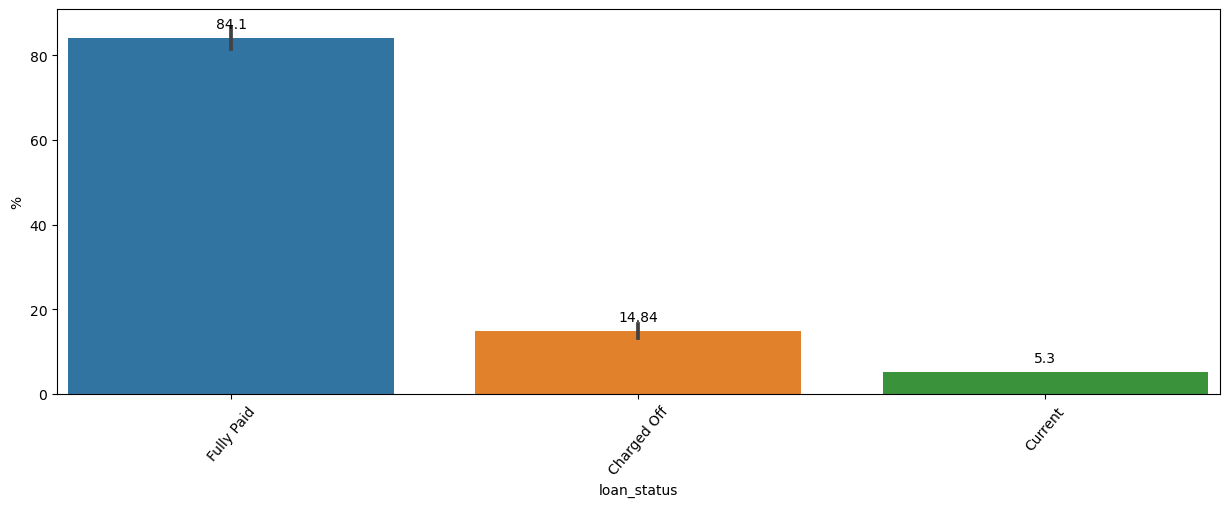 84.1
80
60
%
40
20
14.84
5.3
0
Fully Paid
Charged Off
Current
loan_status